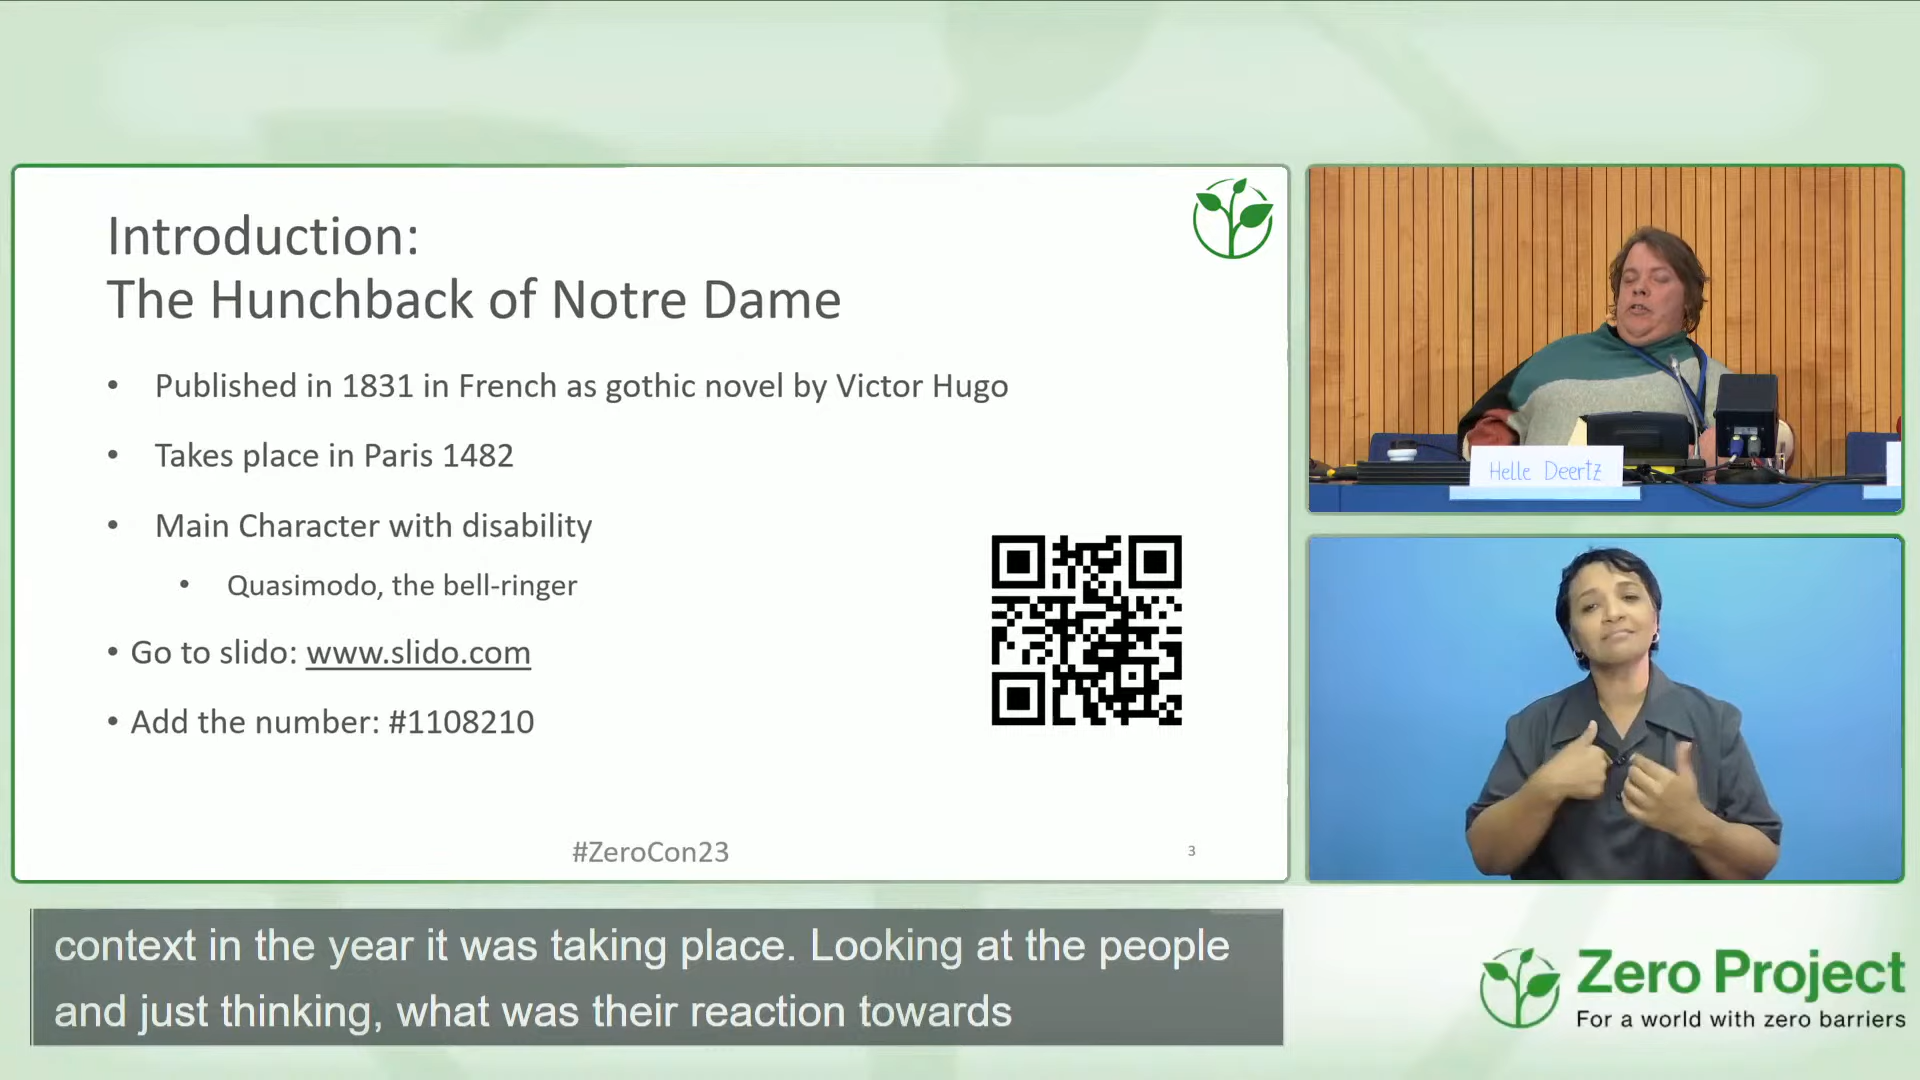 Introduction:
The Hunchback of Notre Dame
• Published in 1831 in French as gothic novel by Victor Hugo
• Takes place in Paris 1482
• Main Character with disability
• Quasimodo, the bell-ringer
• Go to slido: www.slido.com
• Add the number: #1108210
#ZeroCon23
3
Helle Deertz
context in the year it was taking place. Looking at the people
and just thinking, what was their reaction towards
Zero Project
For a world with zero barriers